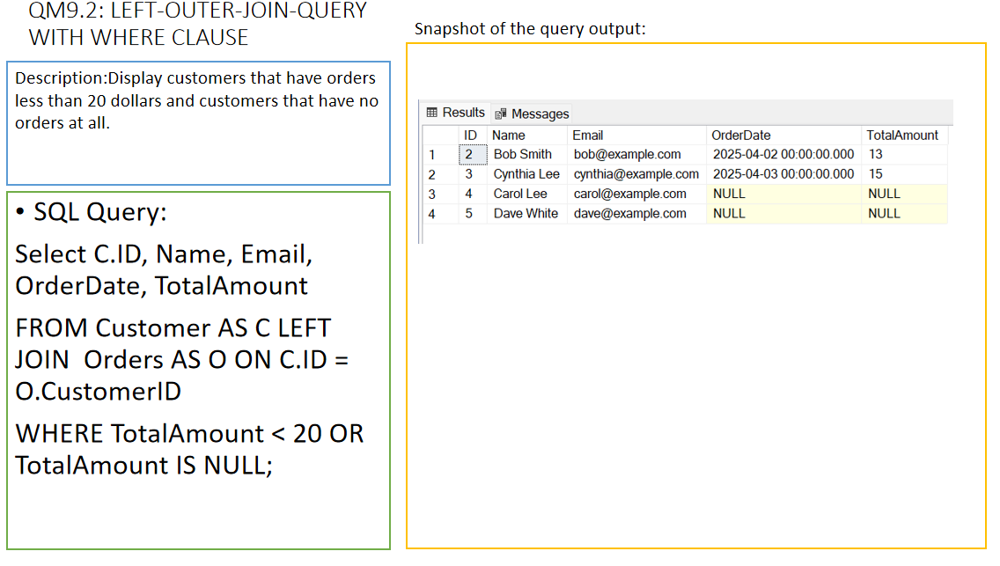 QM9.2: LEFT-OUTER-JOIN-QUERY
WITH WHERE CLAUSE
Description:Display customers that have orders
less than 20 dollars and customers that have no
orders at all.
• SQL Query:
Select C.ID, Name, Email,
OrderDate, TotalAmount
FROM Customer AS C LEFT
JOIN  Orders AS O ON C.ID =
O.CustomerID
WHERE TotalAmount < 20 OR
TotalAmount IS NULL;
Snapshot of the query output:
Results Messages
ID Name Email OrderDate TotalAmount
1 2 Bob Smith bob@example.com 2025-04-02 00:00:00.000 13
2 3 Cynthia Lee cynthia@example.com 2025-04-03 00:00:00.000 15
3 4 Carol Lee carol@example.com NULL NULL
4 5 Dave White dave@example.com NULL NULL